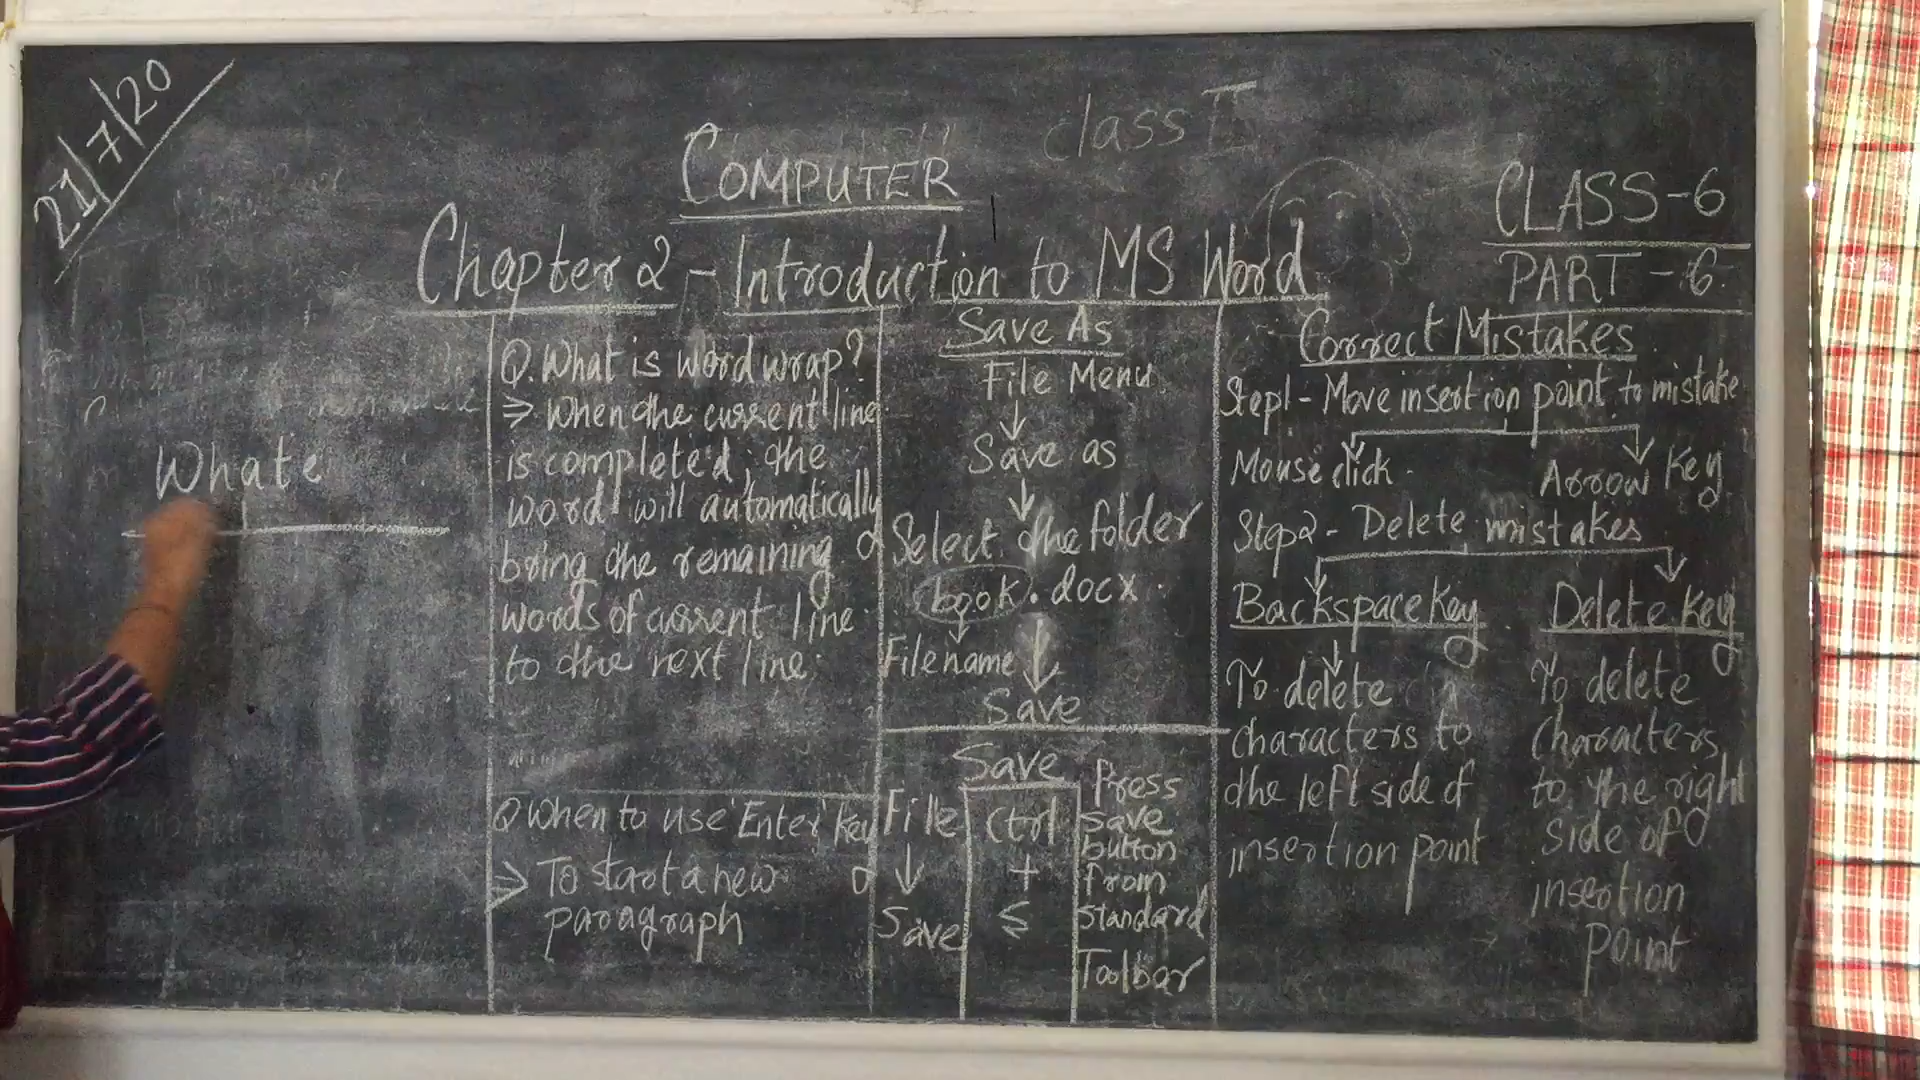 21/7/20
class II
COMPUTER
CLASS-6
PART-6
Chapter 2 - Introduction to MS Word
Whate
Q. What is word wrap?
⇒ When the current line
is completed, the
word will automatically
bring the remaining
words of current line
to the next line.
Q When to use 'Enter' key
⇒ To start a new
paragraph
Save As
File Menu
↓
Save as
↓
Select the folder
book.docx
↓ ↓
Filename
Save
Save
File
↓
Save
Ctrl
+
S
Press
save
button
from
standard
Toolbar
Correct Mistakes
Step1 - Move insertion point to mistake
Mouse click. Arrow Key
Step2 - Delete mistakes
Backspace Key
↓
To delete
characters to
the left side of
insertion point
Delete Key
To delete
characters
to the right
side of
insertion
point